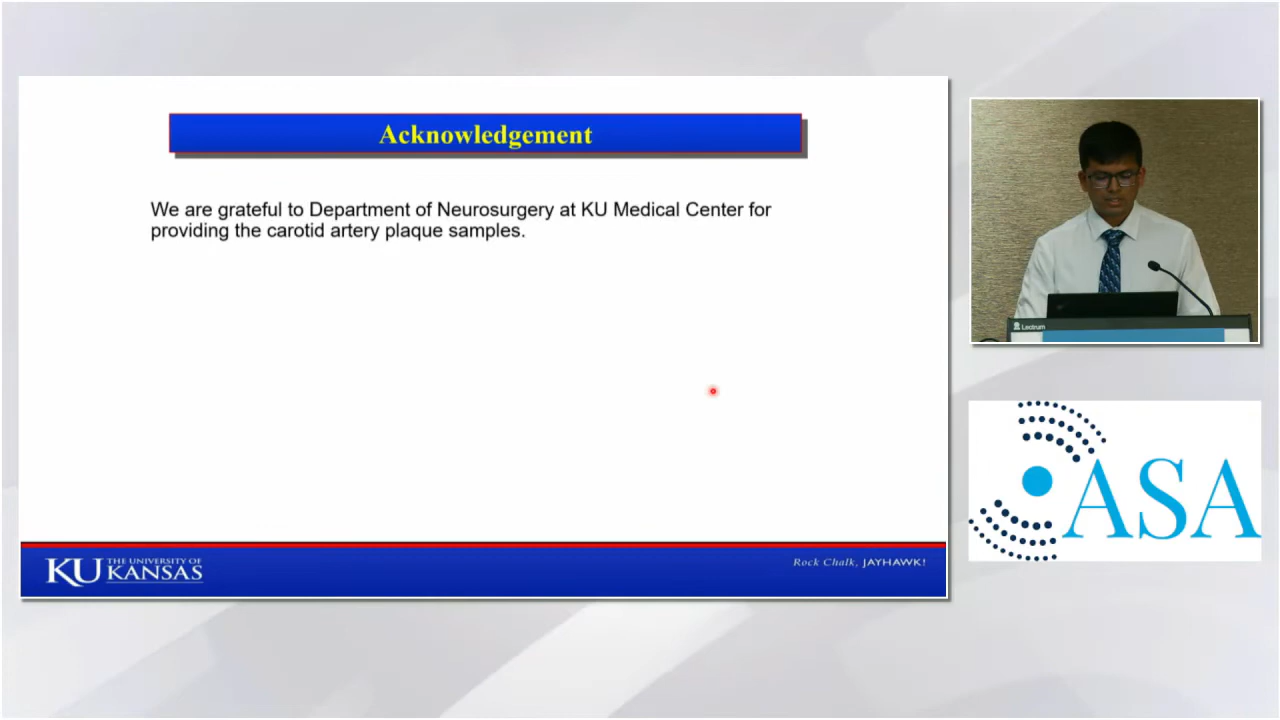 Acknowledgement
We are grateful to Department of Neurosurgery at KU Medical Center for
providing the carotid artery plaque samples.
KU THE UNIVERSITY OF
KANSAS
Rock Chalk, JAYHAWK!
Lectrum
ASA